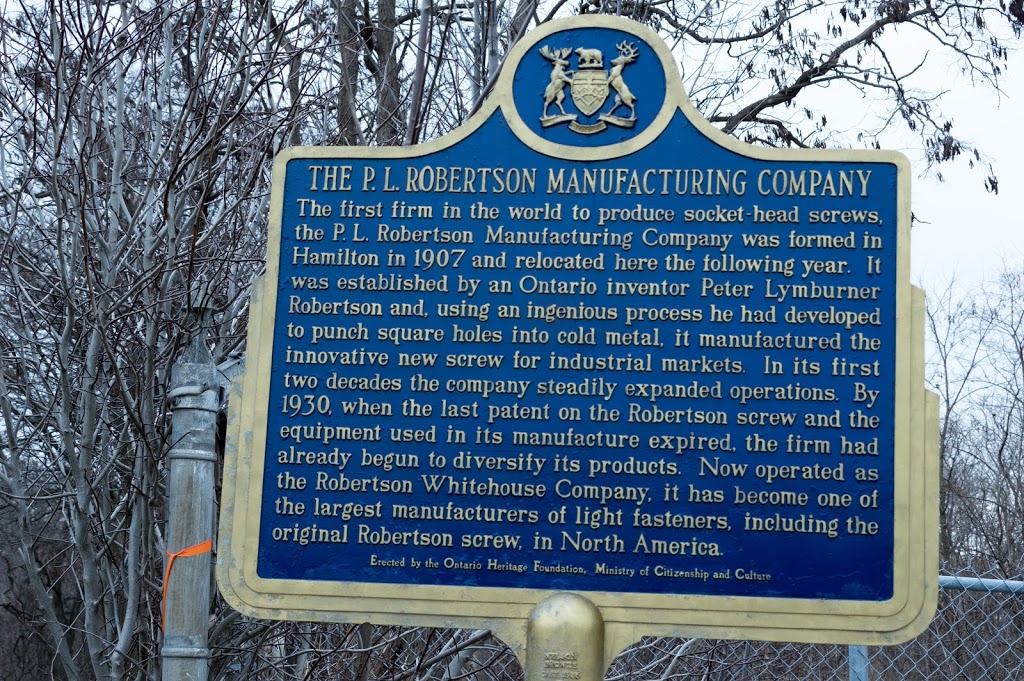 THE P. L. ROBERTSON MANUFACTURING COMPANY
The first firm in the world to produce socket-head screws,
the P. L. Robertson Manufacturing Company was formed in
Hamilton in 1907 and relocated here the following year. It
was established by an Ontario inventor Peter Lymburner
Robertson and, using an ingenious process he had developed
to punch square holes into cold metal, it manufactured the
innovative new screw for industrial markets. In its first
two decades the company steadily expanded operations. By
1930, when the last patent on the Robertson screw and the
equipment used in its manufacture expired, the firm had
already begun to diversify its products. Now operated as
the Robertson Whitehouse Company, it has become one of
the largest manufacturers of light fasteners, including the
original Robertson screw, in North America.
Erected by the Ontario Heritage Foundation, Ministry of Citizenship and Culture